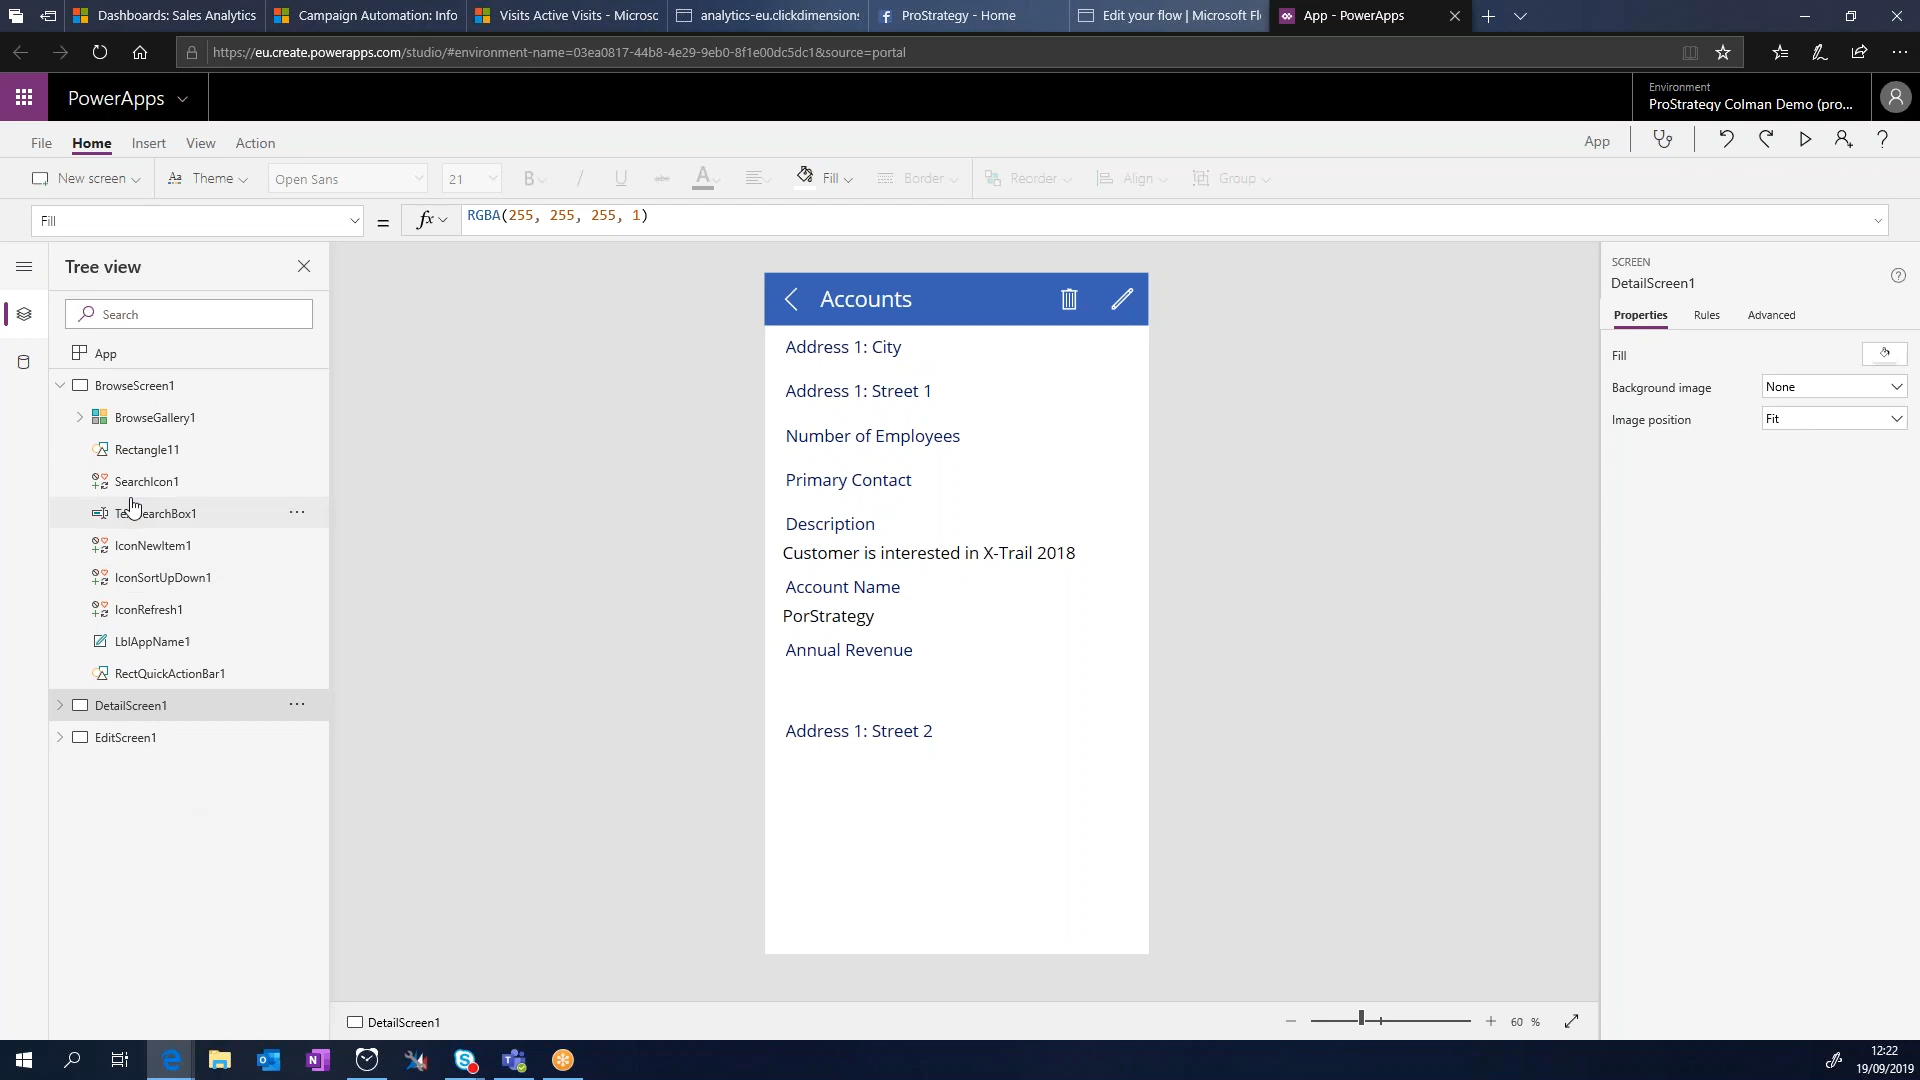 Dashboards: Sales Analytics
Campaign Automation: Info
Visits Active Visits - Microsc
analytics-eu.clickdimensions
ProStrategy - Home
Edit your flow | Microsoft Fl
App - PowerApps
https://eu.create.powerapps.com/studio/#environment-name=03ea0817-44b8-4e29-9eb0-8f1e00dc5dc1&source=portal
PowerApps
Environment
ProStrategy Colman Demo (pro...
File Home Insert View Action
App
New screen
Theme
Open Sans
21
B
Fill
Border
Reorder
Align
Group
Fill
=
fx
RGBA(255, 255, 255, 1)
Tree view
Search
App
BrowseScreen1
BrowseGallery1
Rectangle11
SearchIcon1
BrowseScreen1
IconNewItem1
IconSortUpDown1
IconRefresh1
LblAppName1
RectQuickActionBar1
DetailScreen1
EditScreen1
Accounts
Address 1: City
Address 1: Street 1
Number of Employees
Primary Contact
Description
Customer is interested in X-Trail 2018
Account Name
PorStrategy
Annual Revenue
Address 1: Street 2
SCREEN
DetailScreen1
Properties Rules Advanced
Fill
Background image
None
Image position
Fit
DetailScreen1
60 %
12:22
19/09/2019